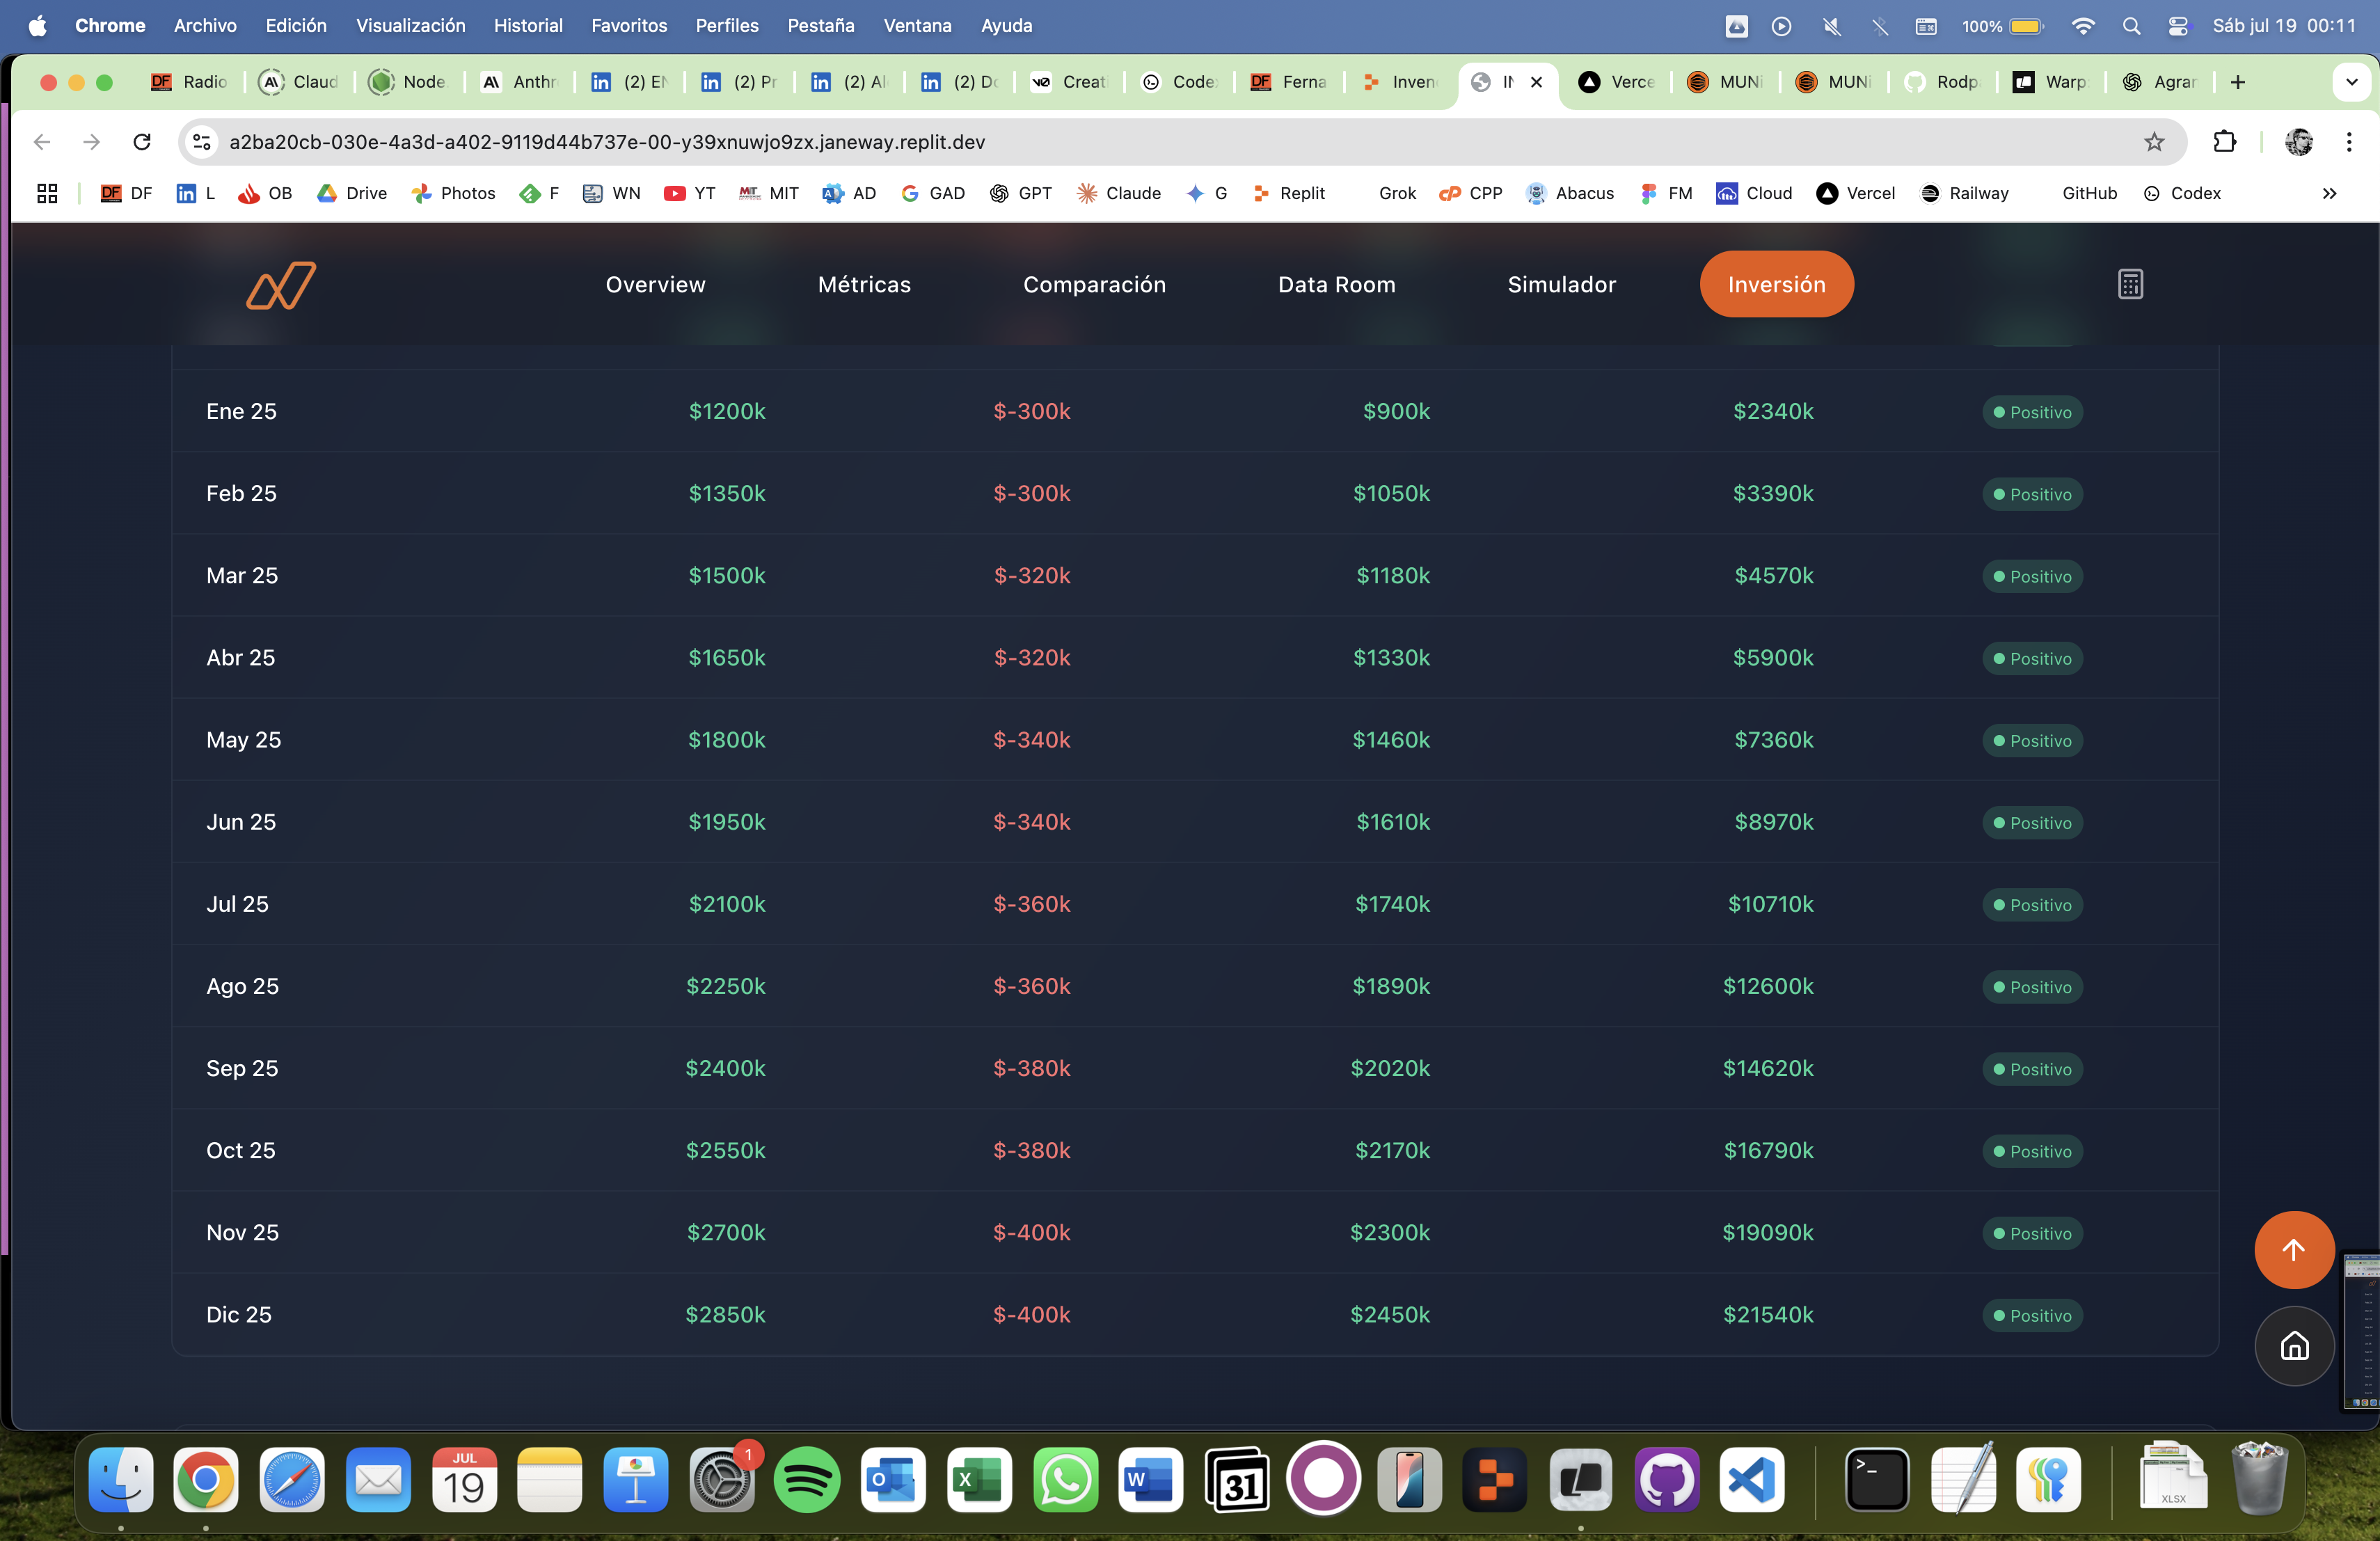 Chrome Archivo Edición Visualización Historial Favoritos Perfiles Pestaña Ventana Ayuda 100% Sáb jul 19 00:11
DF Radio Claud Node. Anthr (2) EN (2) Pr (2) Al (2) Do v0 Creat Code Ferna Inven IN Verce MUNi MUNi Rodp Warp: Agrar
a2ba20cb-030e-4a3d-a402-9119d44b737e-00-y39xnuwjo9zx.janeway.replit.dev
DF L OB Drive Photos F WN YT MIT AD GAD GPT Claude G Replit Grok CPP Abacus FM Cloud Vercel Railway GitHub Codex
Overview Métricas Comparación Data Room Simulador Inversión
Ene 25 $1200k $-300k $900k $2340k Positivo
Feb 25 $1350k $-300k $1050k $3390k Positivo
Mar 25 $1500k $-320k $1180k $4570k Positivo
Abr 25 $1650k $-320k $1330k $5900k Positivo
May 25 $1800k $-340k $1460k $7360k Positivo
Jun 25 $1950k $-340k $1610k $8970k Positivo
Jul 25 $2100k $-360k $1740k $10710k Positivo
Ago 25 $2250k $-360k $1890k $12600k Positivo
Sep 25 $2400k $-380k $2020k $14620k Positivo
Oct 25 $2550k $-380k $2170k $16790k Positivo
Nov 25 $2700k $-400k $2300k $19090k Positivo
Dic 25 $2850k $-400k $2450k $21540k Positivo
JUL
19
1
31
XLSX